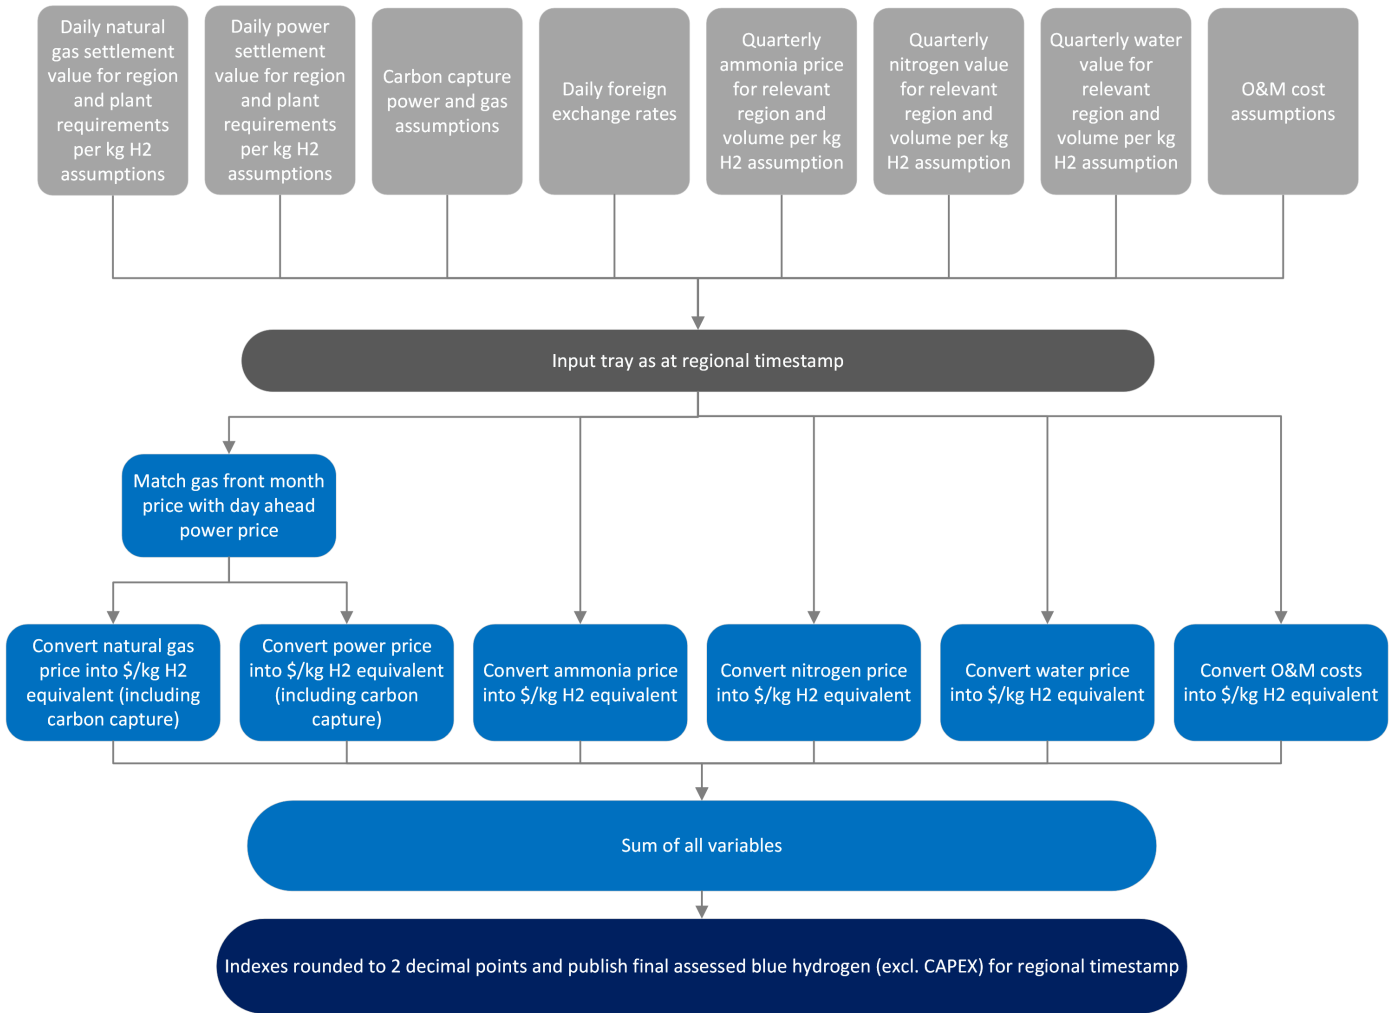 Daily natural
gas settlement
value for region
and plant
requirements
per kg H2
assumptions
Daily power
settlement
value for region
and plant
requirements
per kg H2
assumptions
Carbon capture
power and gas
assumptions
Daily foreign
exchange rates
Quarterly
ammonia price
for relevant
region and
volume per kg
H2 assumption
Quarterly
nitrogen value
for relevant
region and
volume per kg
H2 assumption
Quarterly water
value for
relevant
region and
volume per kg
H2 assumption
O&M cost
assumptions
Input tray as at regional timestamp
Match gas front month
price with day ahead
power price
Convert natural gas
price into $/kg H2
equivalent (including
carbon capture)
Convert power price
into $/kg H2 equivalent
(including carbon
capture)
Convert ammonia price
into $/kg H2 equivalent
Convert nitrogen price
into $/kg H2 equivalent
Convert water price
into $/kg H2 equivalent
Convert O&M costs
into $/kg H2 equivalent
Sum of all variables
Indexes rounded to 2 decimal points and publish final assessed blue hydrogen (excl. CAPEX) for regional timestamp